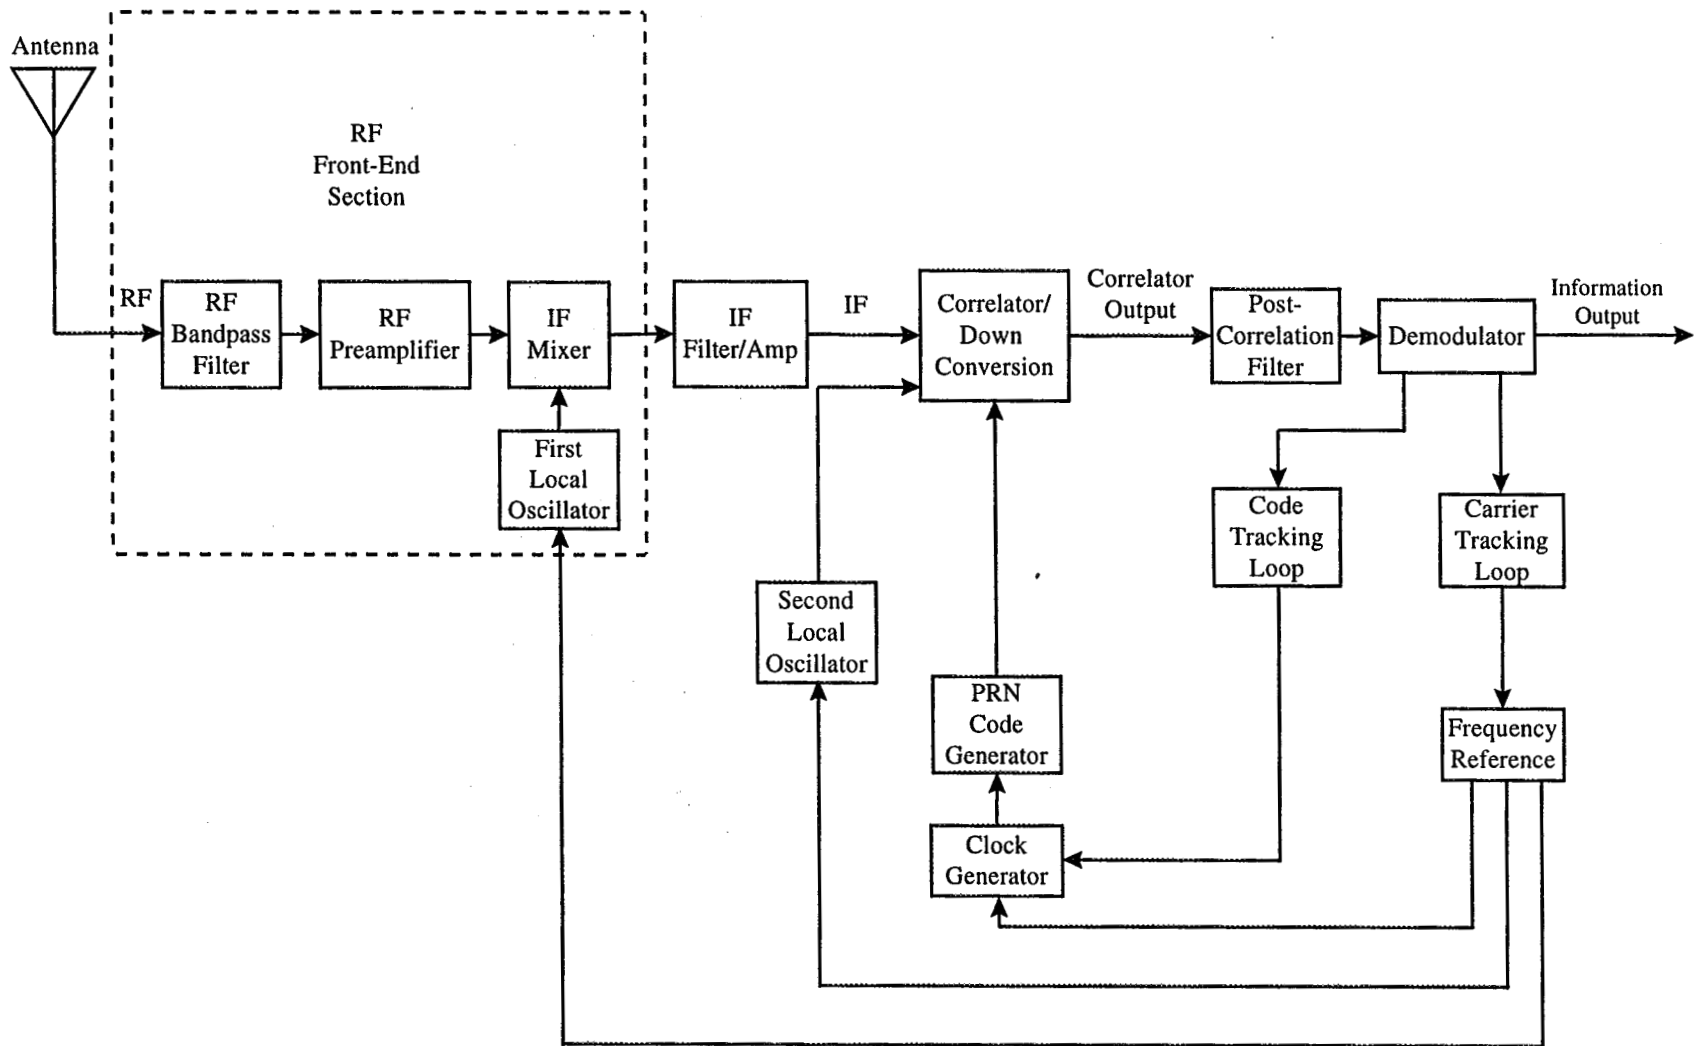 Antenna
RF
Front-End
Section
RF
RF
Bandpass
Filter
RF
Preamplifier
IF
Mixer
First
Local
Oscillator
IF
Filter/Amp
IF
Correlator/
Down
Conversion
Correlator
Output
Post-
Correlation
Filter
Demodulator
Information
Output
Code
Tracking
Loop
Carrier
Tracking
Loop
Second
Local
Oscillator
PRN
Code
Generator
Frequency
Reference
Clock
Generator